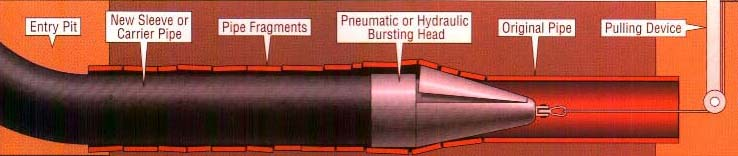 Entry Pit
New Sleeve or
Carrier Pipe
Pipe Fragments
Pneumatic or Hydraulic
Bursting Head
Original Pipe
Pulling Device